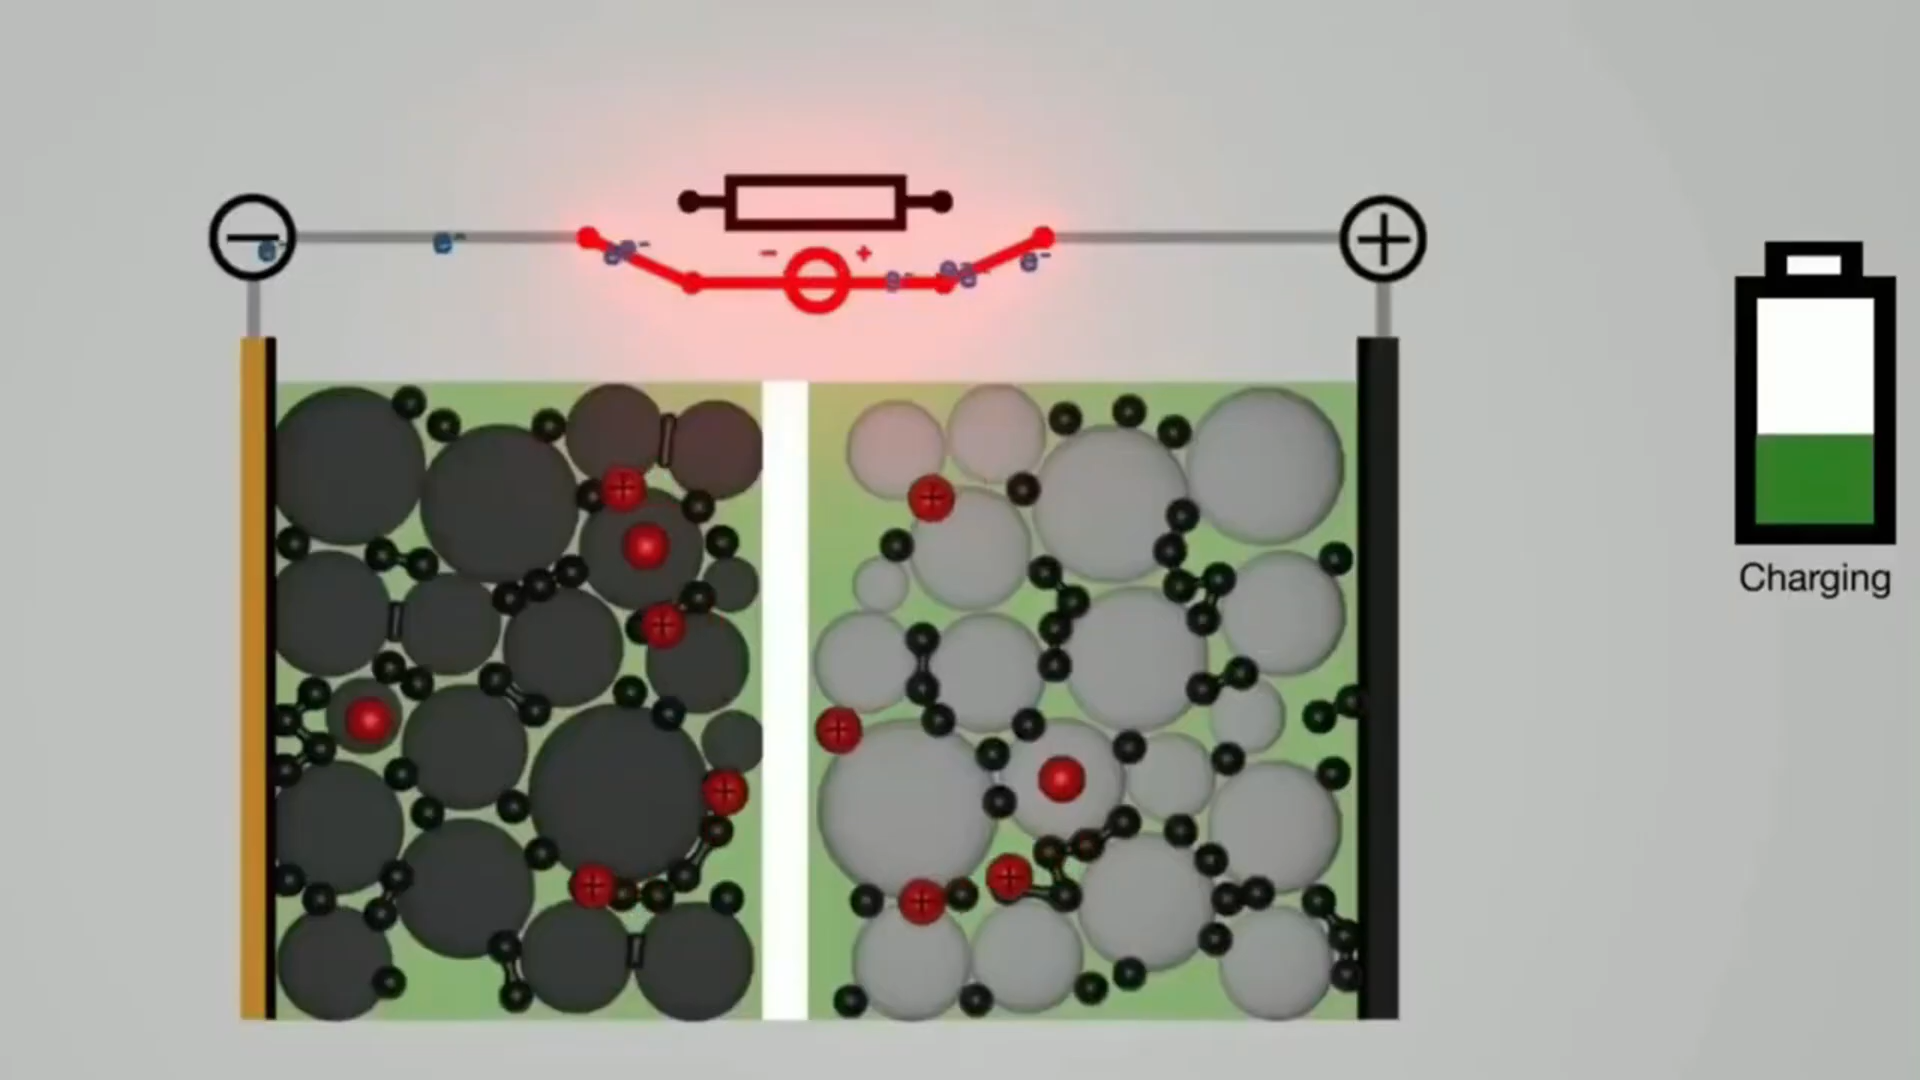 e⁻ e⁻ e⁻ e⁻ e⁻ e⁻
- +
Charging